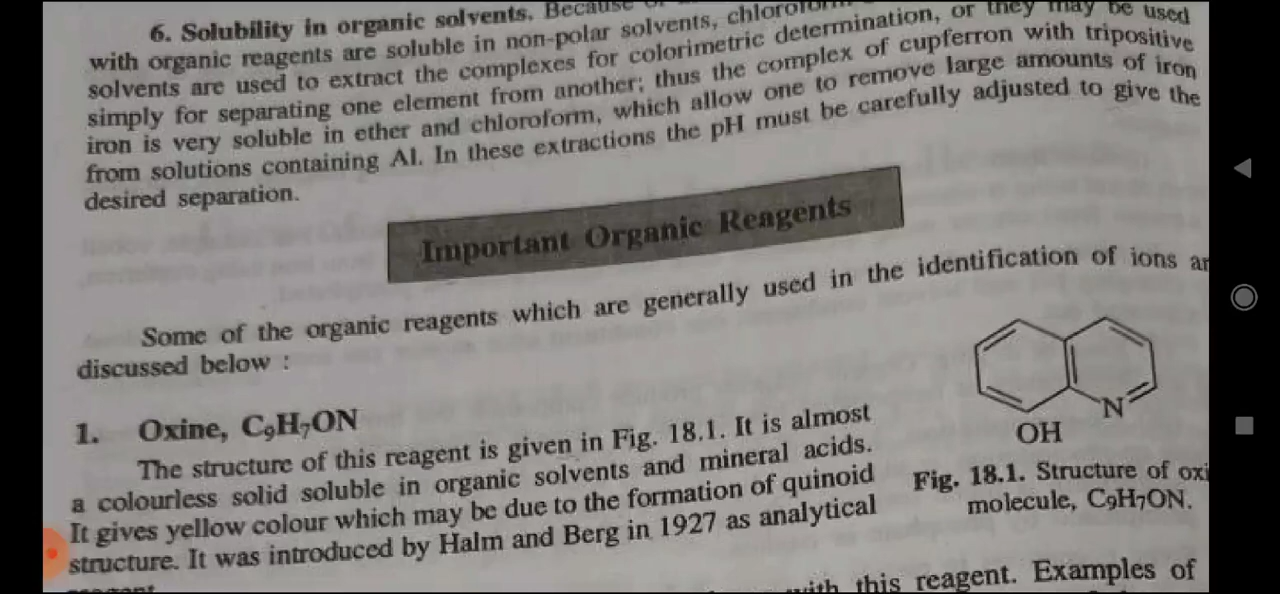 6. Solubility in organic solvents. Because
with organic reagents are soluble in non-polar solvents,
solvents are used to extract the complexes for colorimetric determination, or they may be used
simply for separating one element from another; thus the complex of cupferron with tripositive
iron is very soluble in ether and chloroform, which allow one to remove large amounts of iron
from solutions containing Al. In these extractions the pH must be carefully adjusted to give the
desired separation.
Important Organic Reagents
Some of the organic reagents which are generally used in the identification of ions
discussed below :
1. Oxine, C₉H₇ON
The structure of this reagent is given in Fig. 18.1. It is almost
a colourless solid soluble in organic solvents and mineral acids.
It gives yellow colour which may be due to the formation of quinoid
structure. It was introduced by Halm and Berg in 1927 as analytical
N
OH
Fig. 18.1. Structure of
molecule, C₉H₇ON.
with this reagent. Examples of